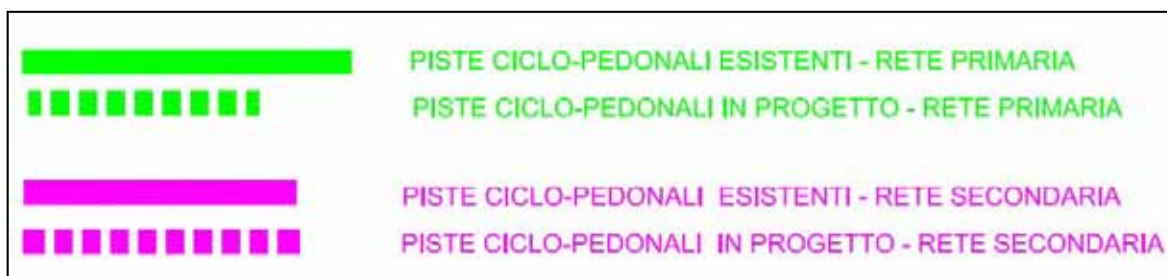 PISTE CICLO-PEDONALI ESISTENTI - RETE PRIMARIA
PISTE CICLO-PEDONALI IN PROGETTO - RETE PRIMARIA
PISTE CICLO-PEDONALI ESISTENTI - RETE SECONDARIA
PISTE CICLO-PEDONALI IN PROGETTO - RETE SECONDARIA